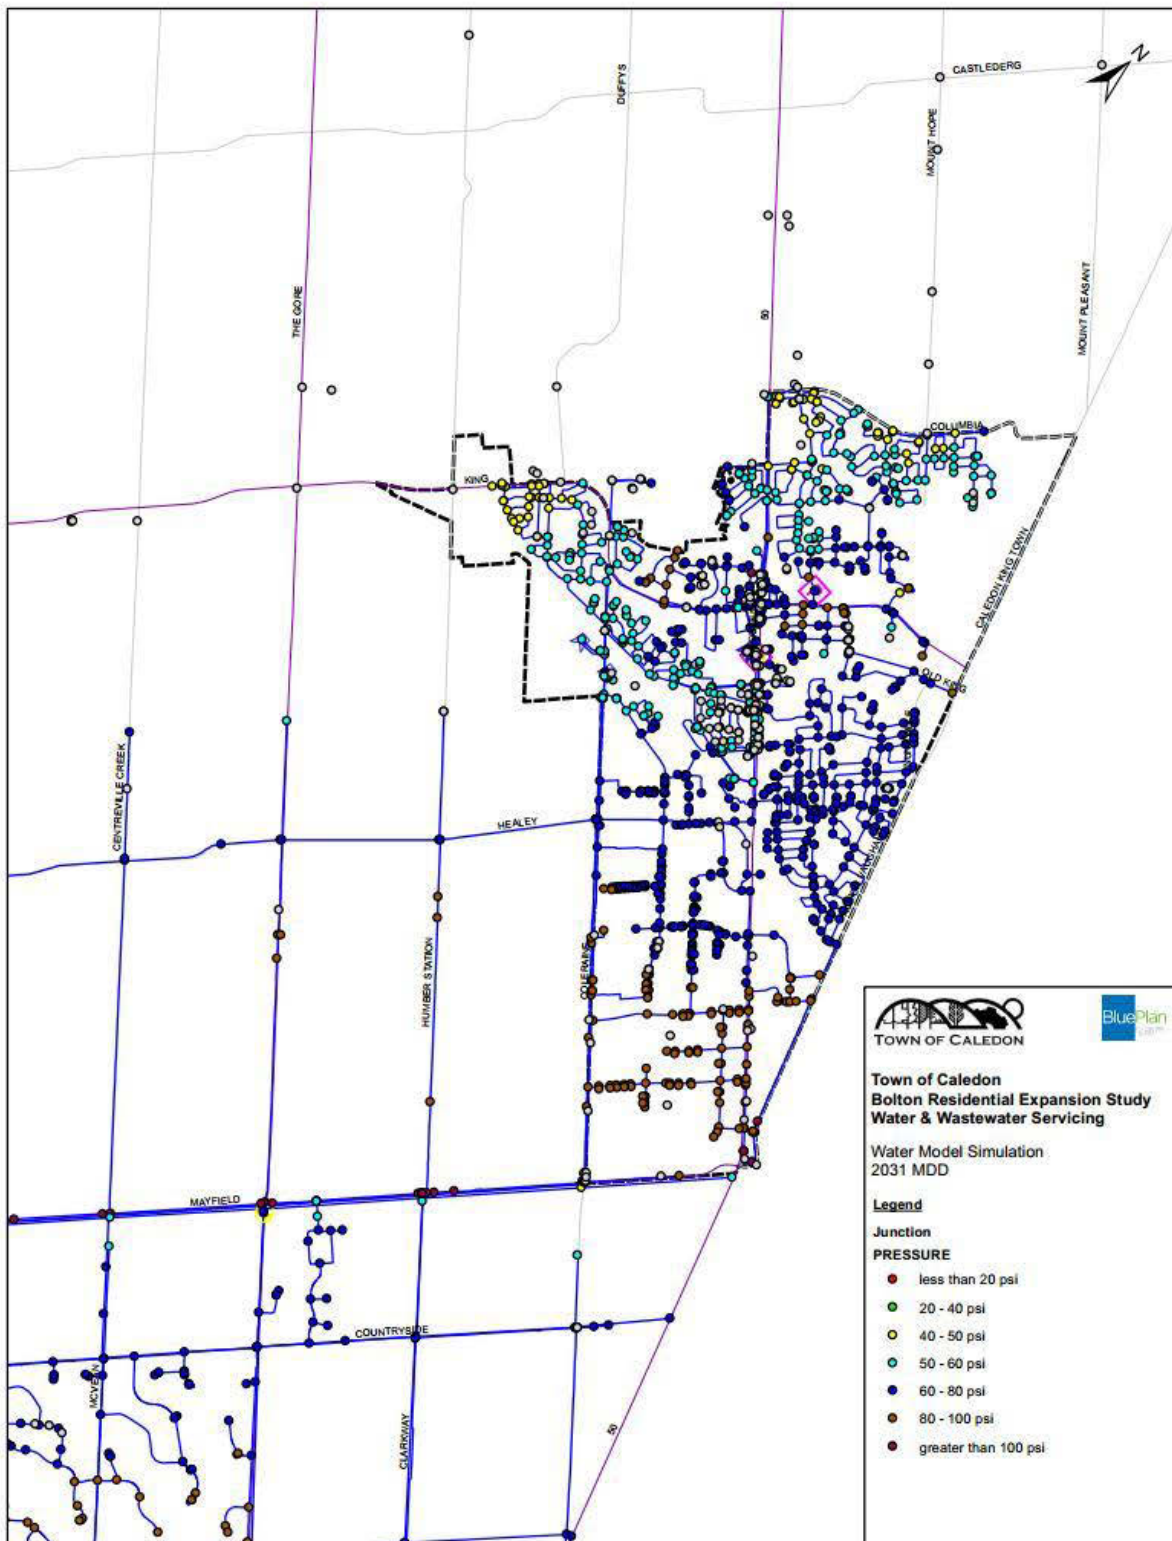 N
CASTLEDERG
DUFFYS
MOUNT HOPE
MOUNT PLEASANT
THE GORE
50
COLUMBIA
KING
CALEDON KING TOWN
OLD KING
CENTREVILLE CREEK
HEALEY
HUMBER STATION
COLERAINE
MAYFIELD
COUNTRYSIDE
MCVEAN
CLARKWAY
50
TOWN OF CALEDON
BluePlan
Town of Caledon
Bolton Residential Expansion Study
Water & Wastewater Servicing
Water Model Simulation
2031 MDD
Legend
Junction
PRESSURE
less than 20 psi
20 - 40 psi
40 - 50 psi
50 - 60 psi
60 - 80 psi
80 - 100 psi
greater than 100 psi